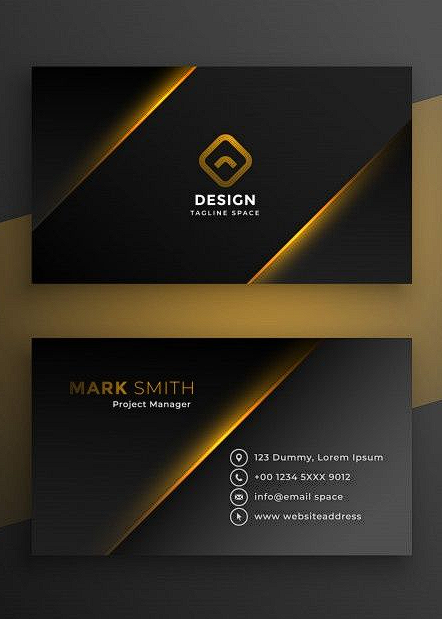 DESIGN
TAGLINE SPACE
MARK SMITH
Project Manager
123 Dummy, Lorem Ipsum
+00 1234 5XXX 9012
info@email space
www websiteaddress